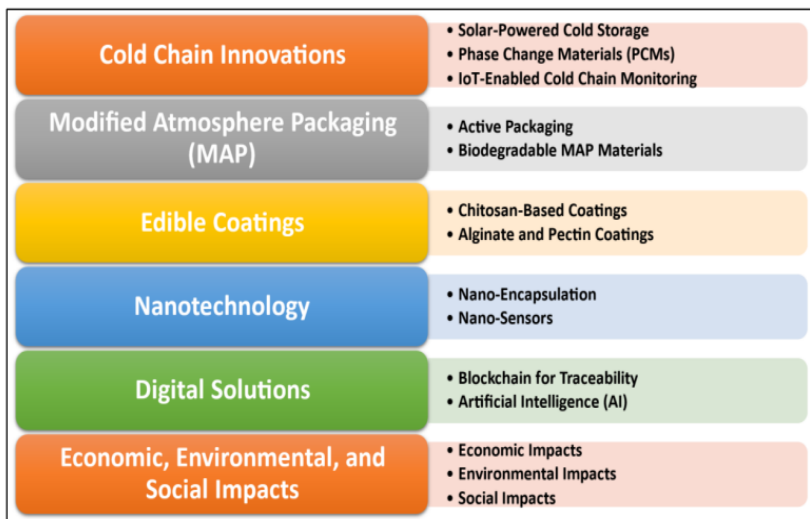 Cold Chain Innovations
• Solar-Powered Cold Storage
• Phase Change Materials (PCMs)
• IoT-Enabled Cold Chain Monitoring
Modified Atmosphere Packaging
(MAP)
• Active Packaging
• Biodegradable MAP Materials
Edible Coatings
• Chitosan-Based Coatings
• Alginate and Pectin Coatings
Nanotechnology
• Nano-Encapsulation
• Nano-Sensors
Digital Solutions
• Blockchain for Traceability
• Artificial Intelligence (AI)
Economic, Environmental, and
Social Impacts
• Economic Impacts
• Environmental Impacts
• Social Impacts